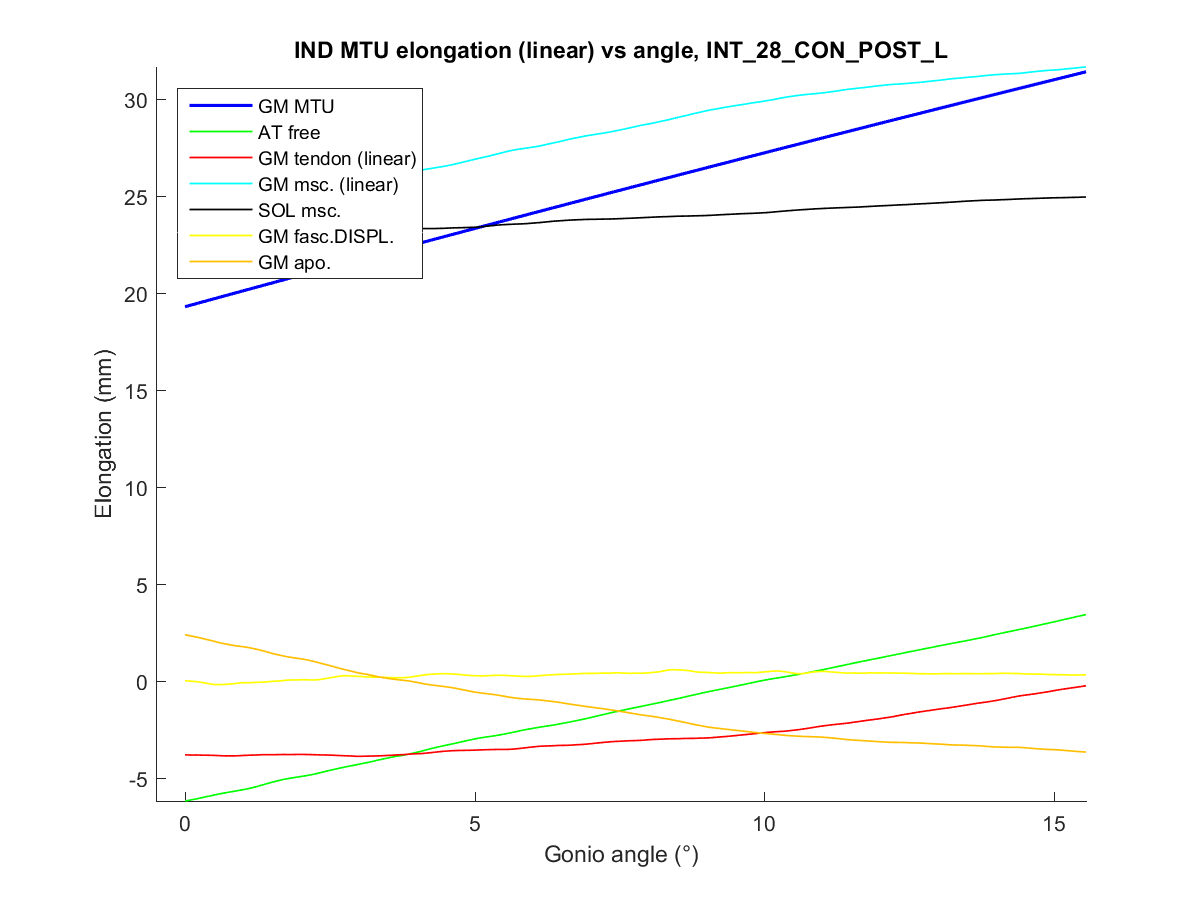 IND MTU elongation (linear) vs angle, INT_28_CON_POST_L
GM MTU
AT free
GM tendon (linear)
GM msc. (linear)
SOL msc.
GM fasc.DISPL.
GM apo.
30
25
20
15
10
5
0
-5
Elongation (mm)
0 5 10 15
Gonio angle (°)